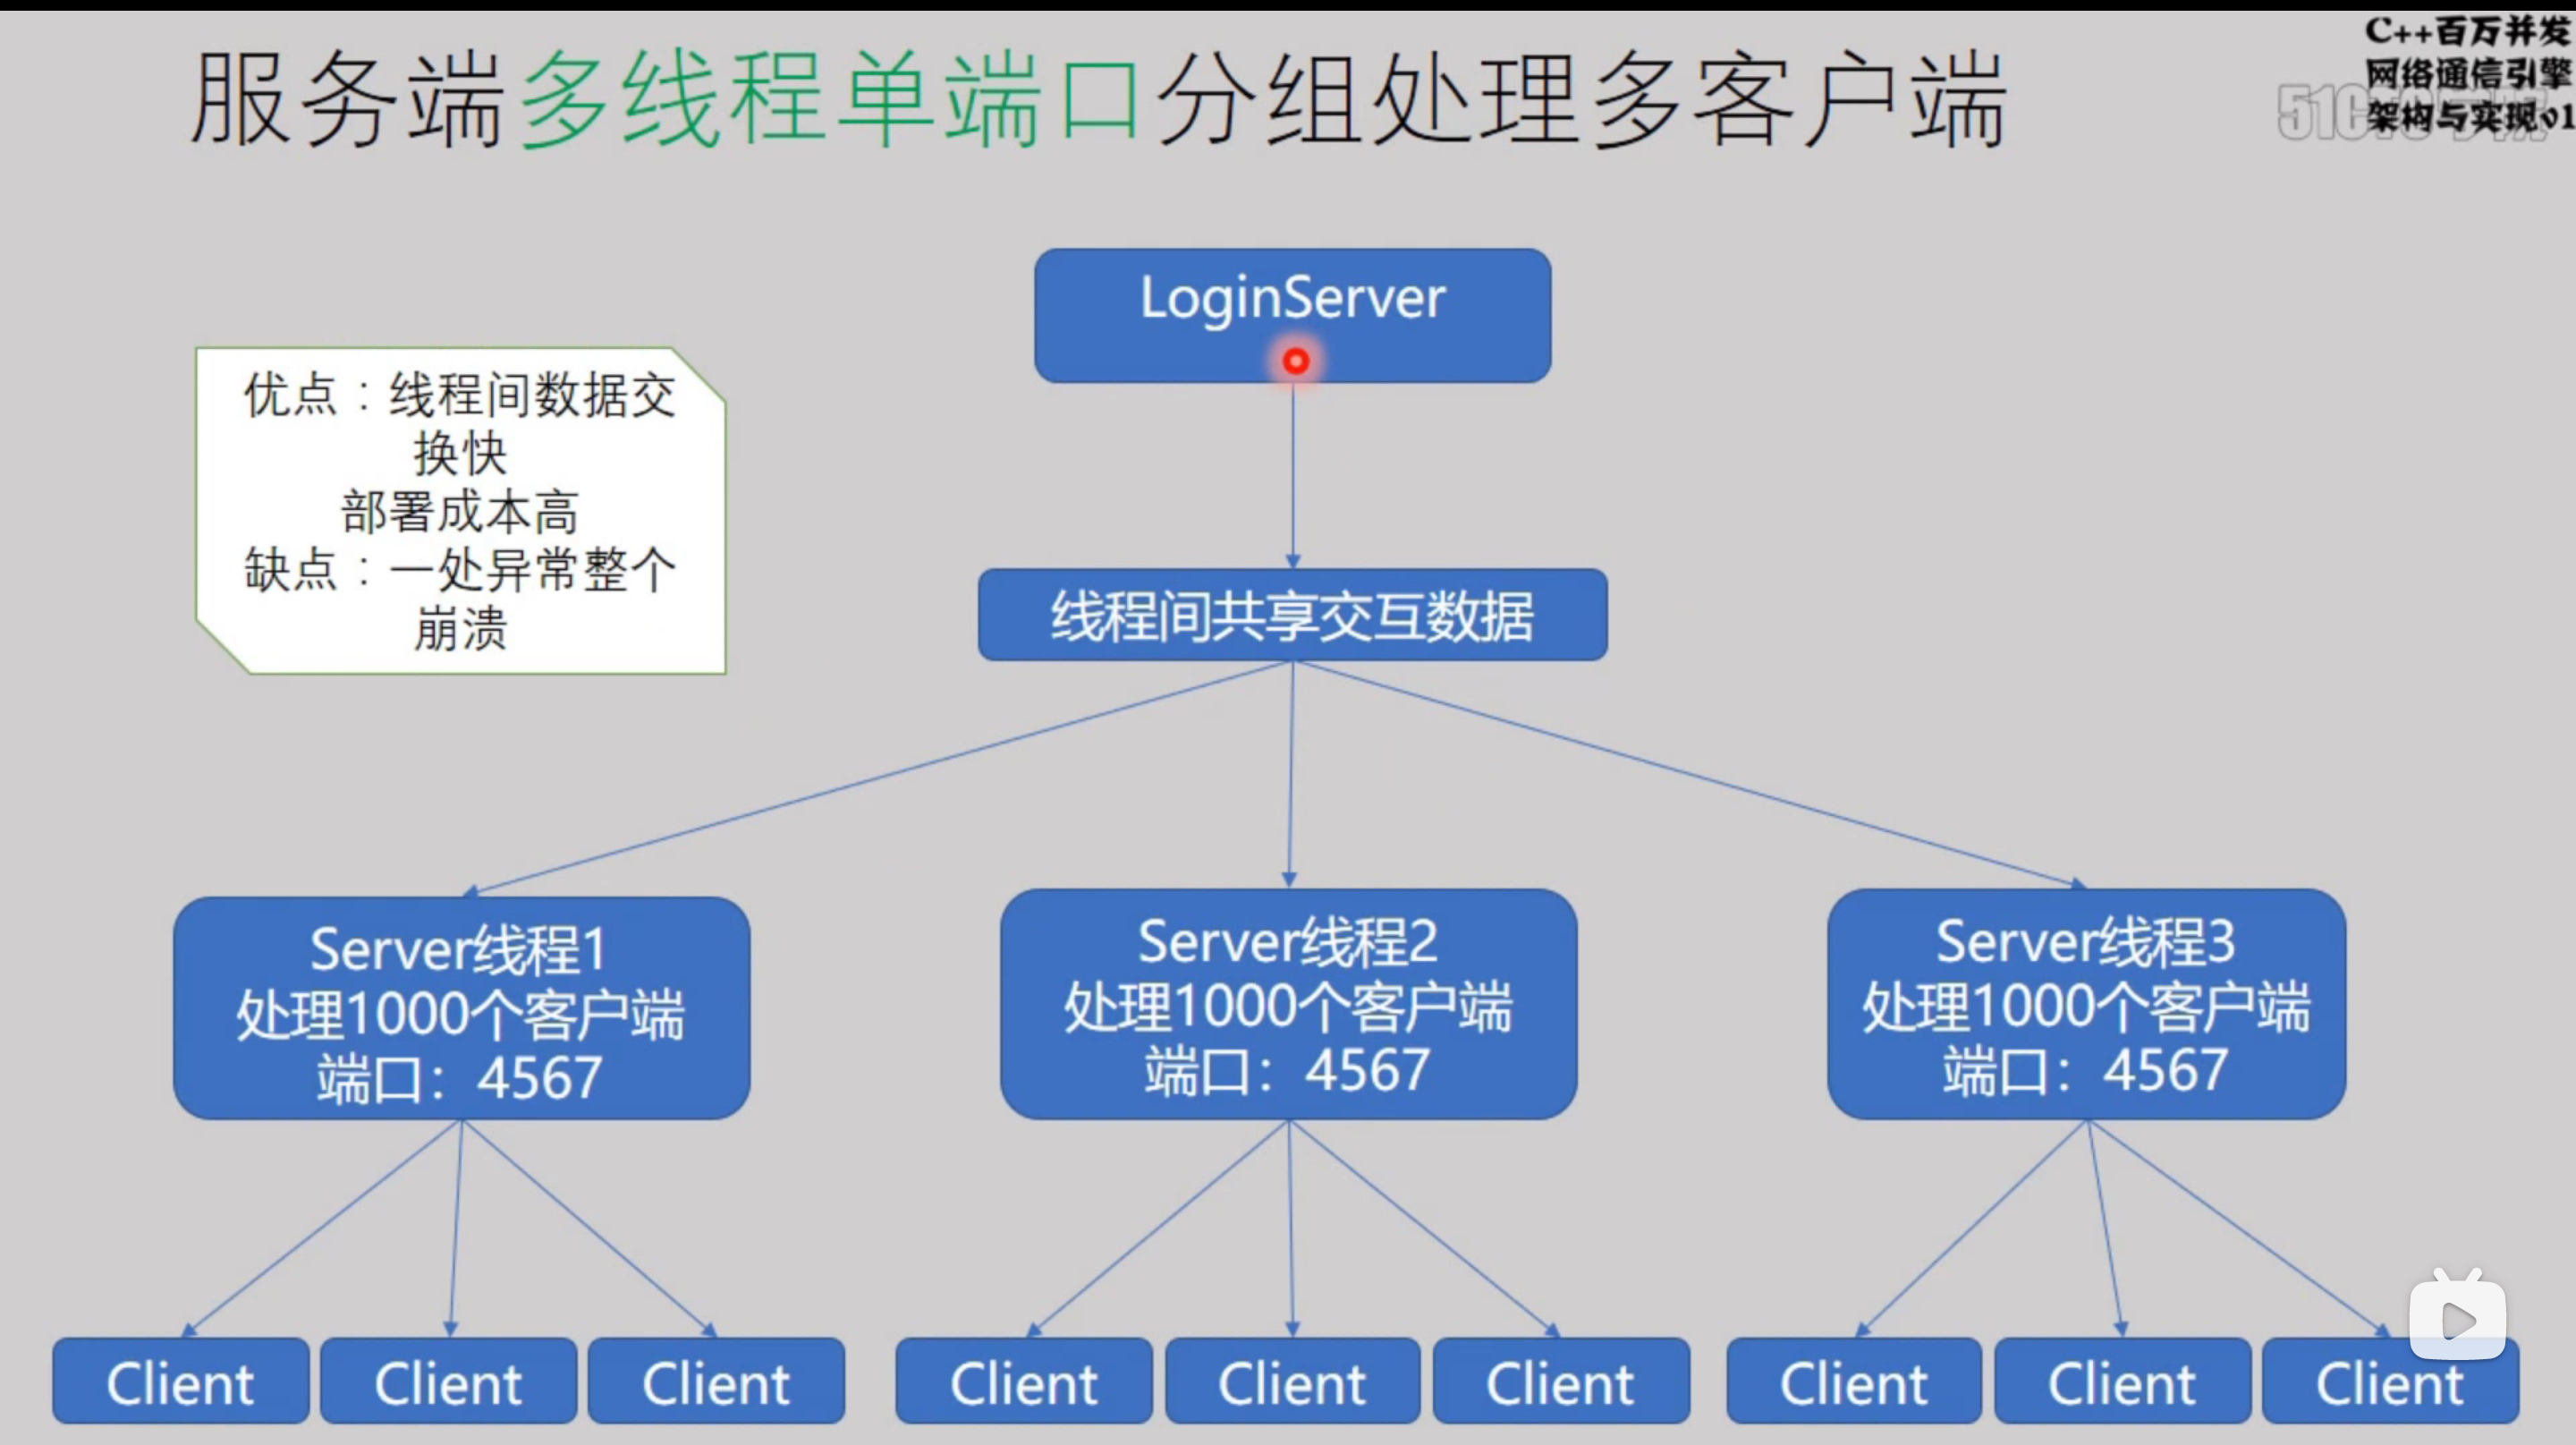 服务端多线程单端口分组处理多客户端
C++百万并发
网络通信引擎
架构与实现v1
LoginServer
优点：线程间数据交
换快
部署成本高
缺点：一处异常整个
崩溃
线程间共享交互数据
Server线程1
处理1000个客户端
端口：4567
Server线程2
处理1000个客户端
端口：4567
Server线程3
处理1000个客户端
端口：4567
Client
Client
Client
Client
Client
Client
Client
Client
Client